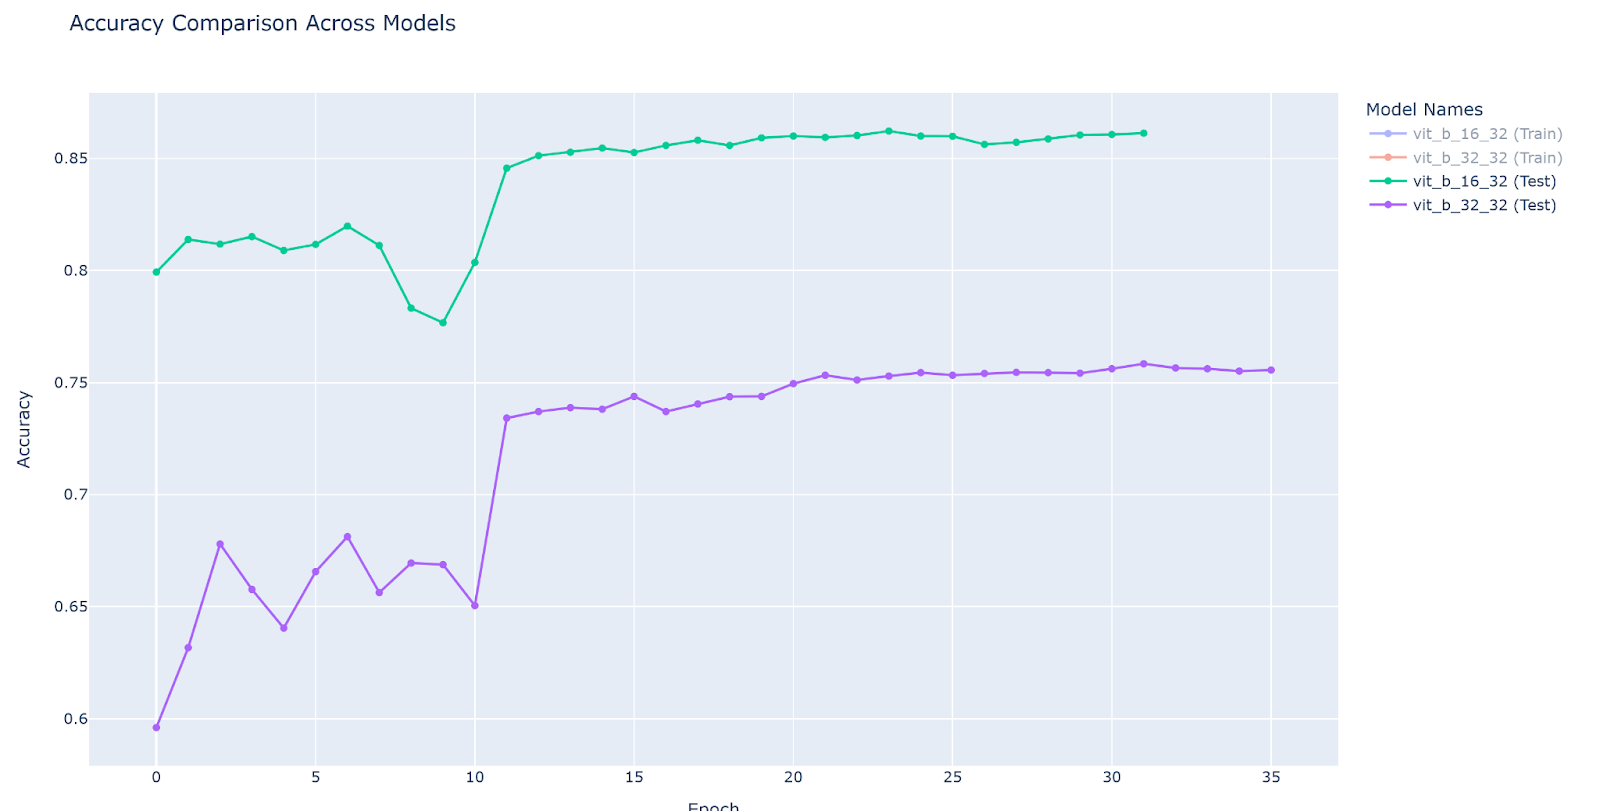 Accuracy Comparison Across Models
Model Names
vit_b_16_32 (Train)
vit_b_32_32 (Train)
vit_b_16_32 (Test)
vit_b_32_32 (Test)
Accuracy
0.85
0.8
0.75
0.7
0.65
0.6
0 5 10 15 20 25 30 35
Epoch